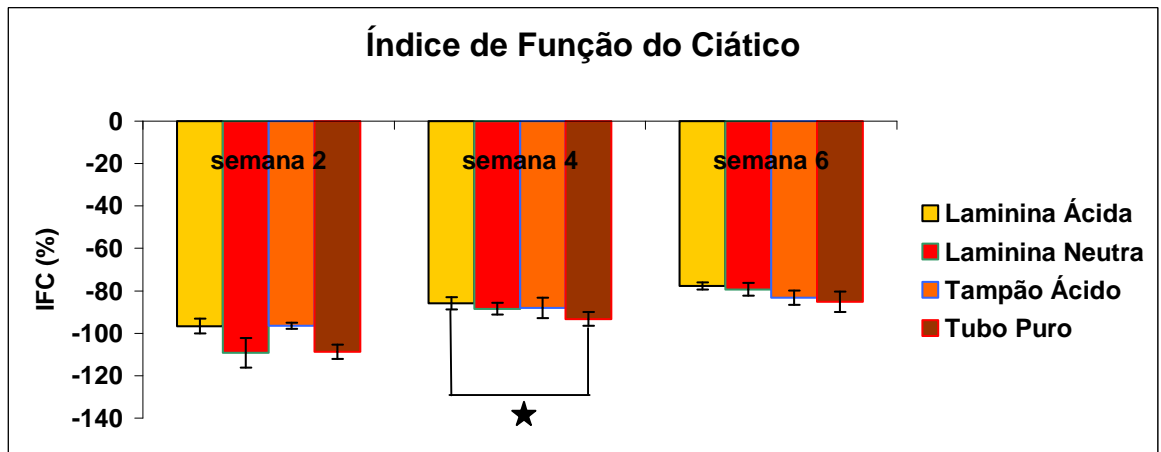 Índice de Função do Ciático
0
-20
-40
-60
-80
-100
-120
-140
IFC (%)
semana 2
semana 4
semana 6
Laminina Ácida
Laminina Neutra
Tampão Ácido
Tubo Puro